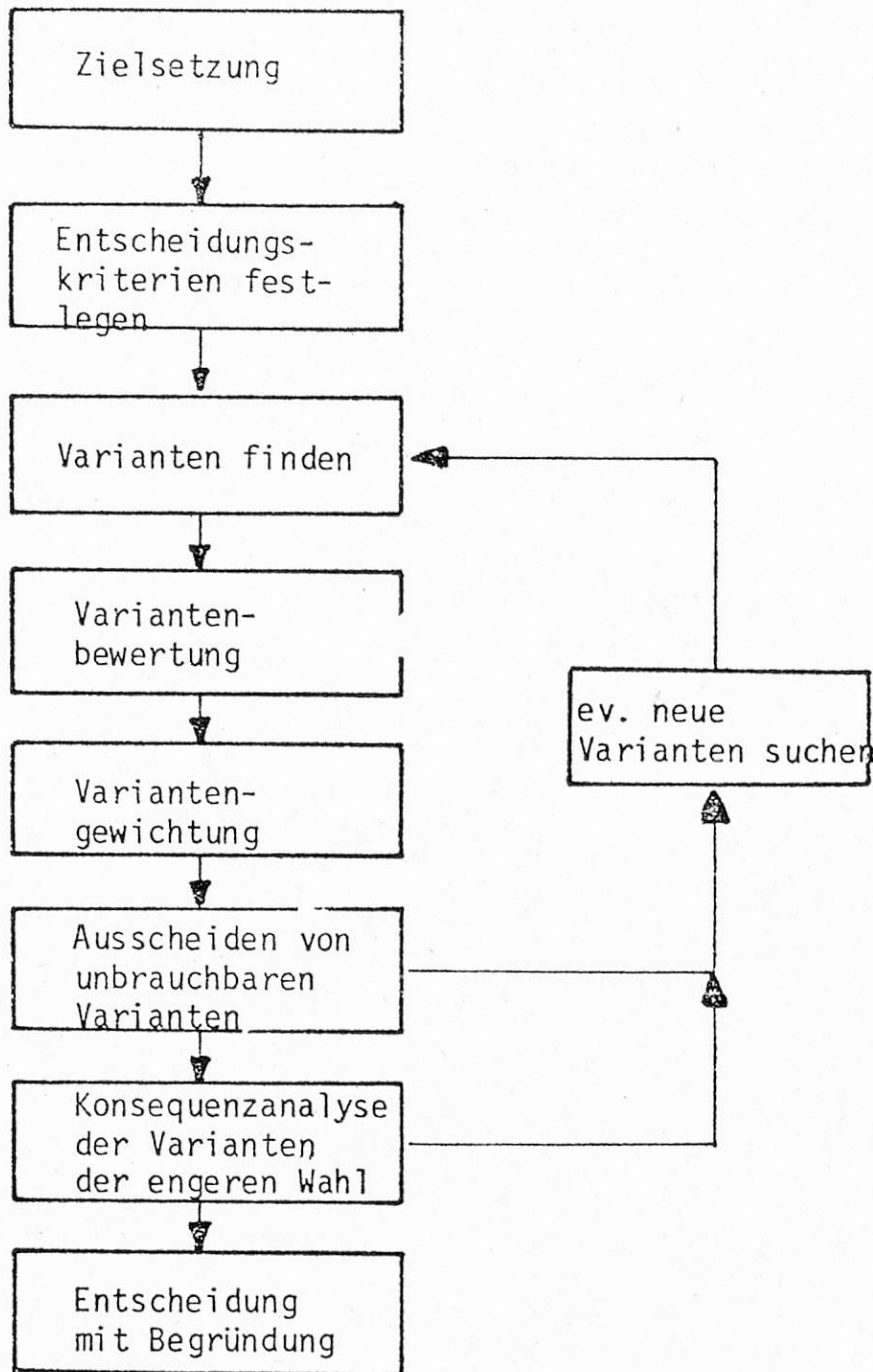 Zielsetzung
Entscheidungs-
kriterien fest-
legen
Varianten finden
Varianten-
bewertung
ev. neue
Varianten suchen
Varianten-
gewichtung
Ausscheiden von
unbrauchbaren
Varianten
Konsequenzanalyse
der Varianten
der engeren Wahl
Entscheidung
mit Begründung